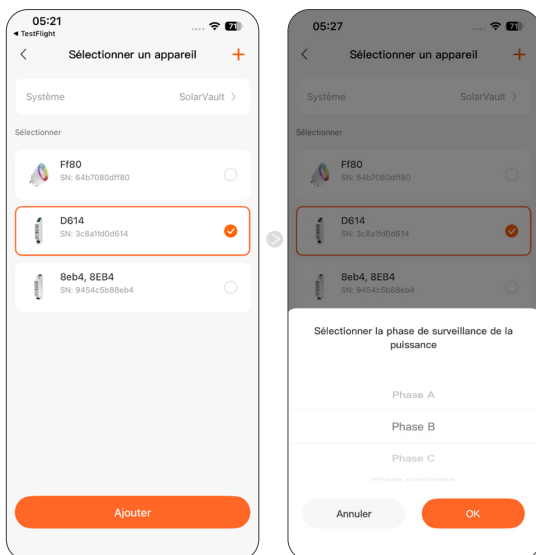 05:21
TestFlight
71
Sélectionner un appareil
Système
SolarVault
Sélectionner
Ff80
SN: 64b7080dff80
D614
SN: 3c8a1fd0d614
8eb4, 8EB4
SN: 9454c5b88eb4
Ajouter
05:27
71
Sélectionner un appareil
Système
SolarVault
Sélectionner
Ff80
SN: 64b7080dff80
D614
SN: 3c8a1fd0d614
8eb4, 8EB4
SN: 9454c5b88eb4
Sélectionner la phase de surveillance de la
puissance
Phase A
Phase B
Phase C
Annuler
OK